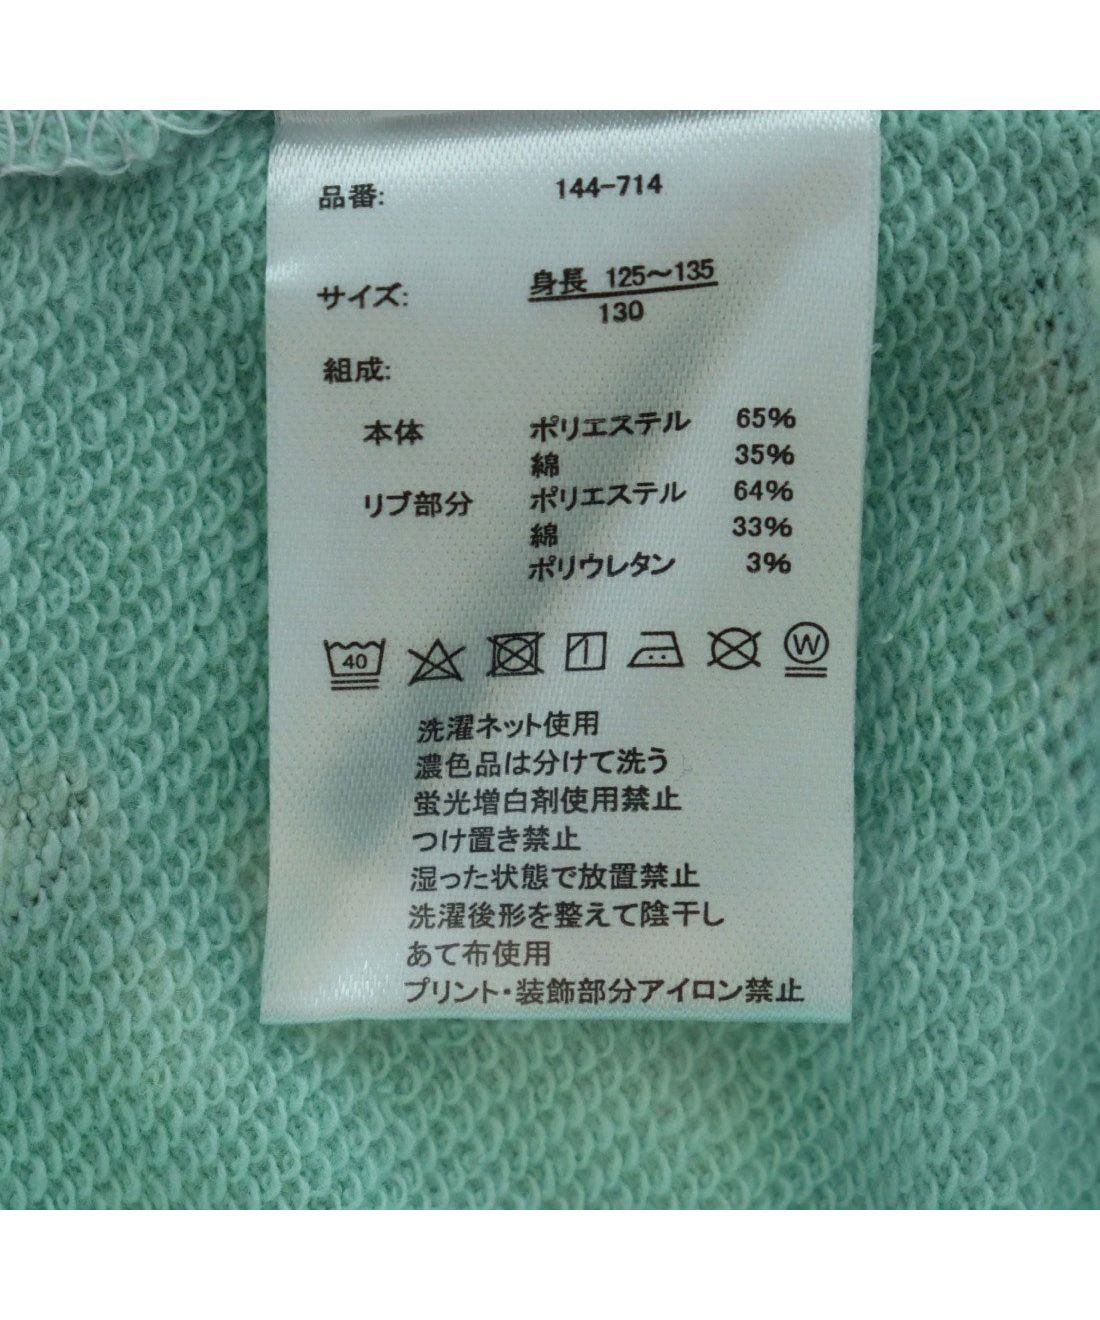 品番: 144-714
サイズ: 身長 125〜135
130
組成:
本体 ポリエステル 65%
綿 35%
リブ部分 ポリエステル 64%
綿 33%
ポリウレタン 3%
40 W
洗濯ネット使用
濃色品は分けて洗う
蛍光増白剤使用禁止
つけ置き禁止
湿った状態で放置禁止
洗濯後形を整えて陰干し
あて布使用
プリント・装飾部分アイロン禁止